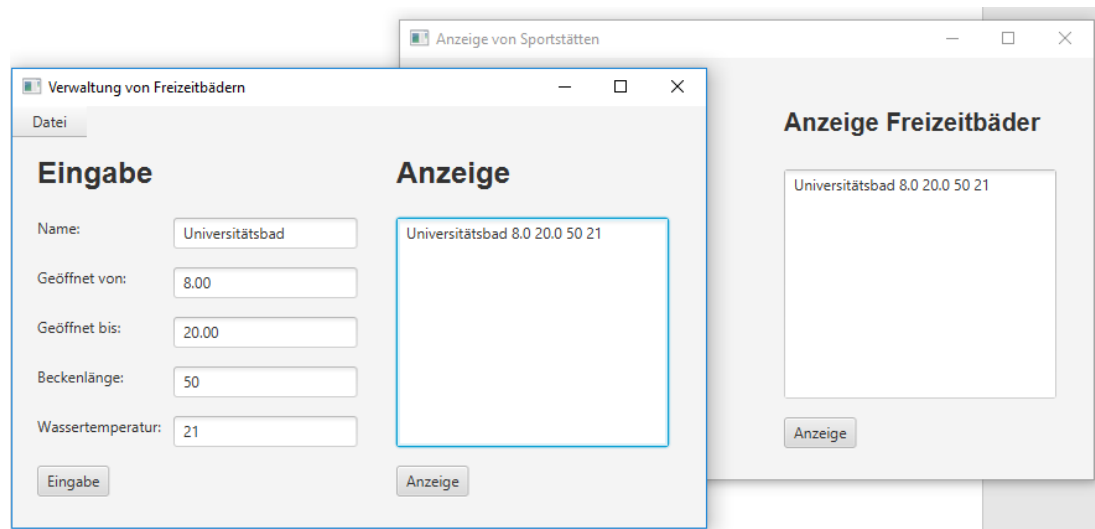 Anzeige von Sportstätten
Anzeige Freizeitbäder
Universitätsbad 8.0 20.0 50 21
Anzeige
Verwaltung von Freizeitbädern
Datei
Eingabe
Name:
Universitätsbad
Geöffnet von:
8.00
Geöffnet bis:
20.00
Beckenlänge:
50
Wassertemperatur:
21
Eingabe
Anzeige
Universitätsbad 8.0 20.0 50 21
Anzeige